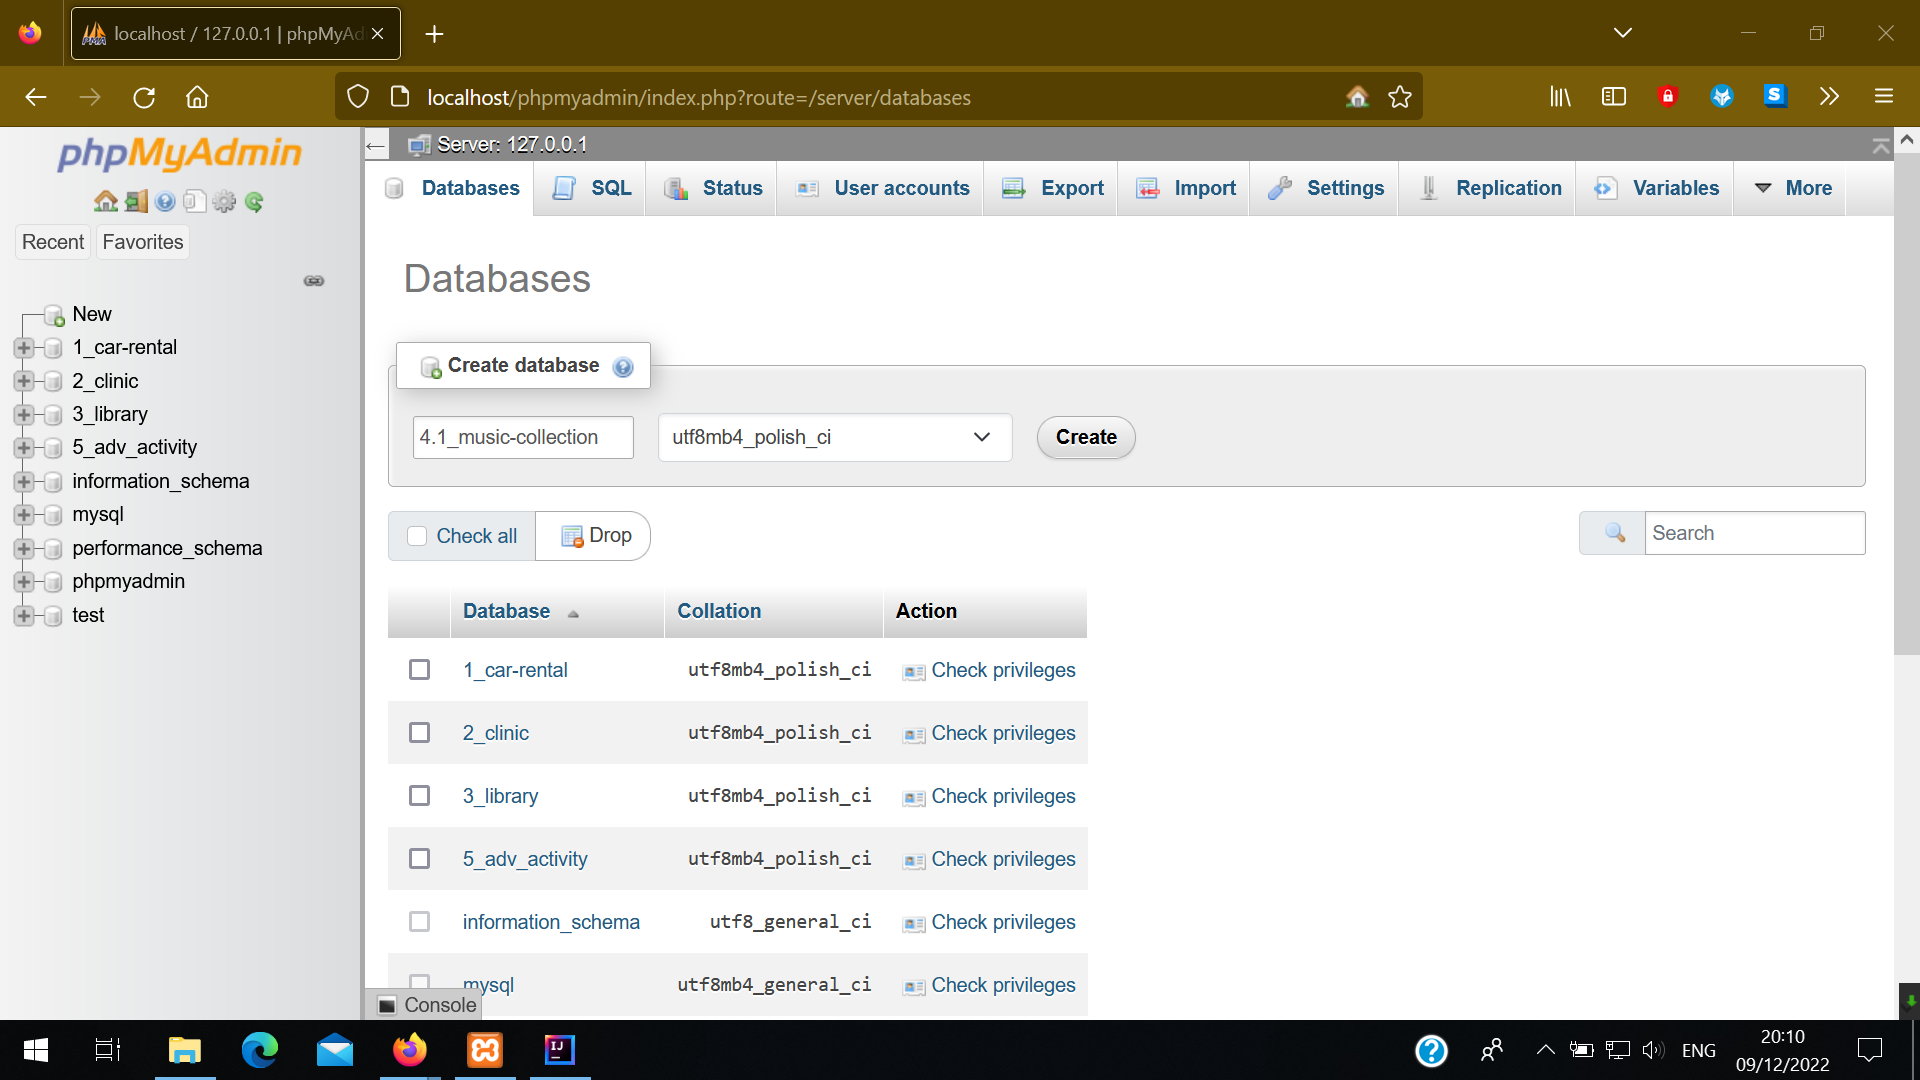 localhost / 127.0.0.1 | phpMyAd
localhost/phpmyadmin/index.php?route=/server/databases
phpMyAdmin
Recent
Favorites
New
1_car-rental
2_clinic
3_library
5_adv_activity
information_schema
mysql
performance_schema
phpmyadmin
test
Server: 127.0.0.1
Databases
SQL
Status
User accounts
Export
Import
Settings
Replication
Variables
More
Databases
Create database
4.1_music-collection
utf8mb4_polish_ci
Create
Check all
Drop
Search
Database Collation Action
1_car-rental utf8mb4_polish_ci Check privileges
2_clinic utf8mb4_polish_ci Check privileges
3_library utf8mb4_polish_ci Check privileges
5_adv_activity utf8mb4_polish_ci Check privileges
information_schema utf8_general_ci Check privileges
mysql utf8mb4_general_ci Check privileges
Console
ENG
20:10
09/12/2022